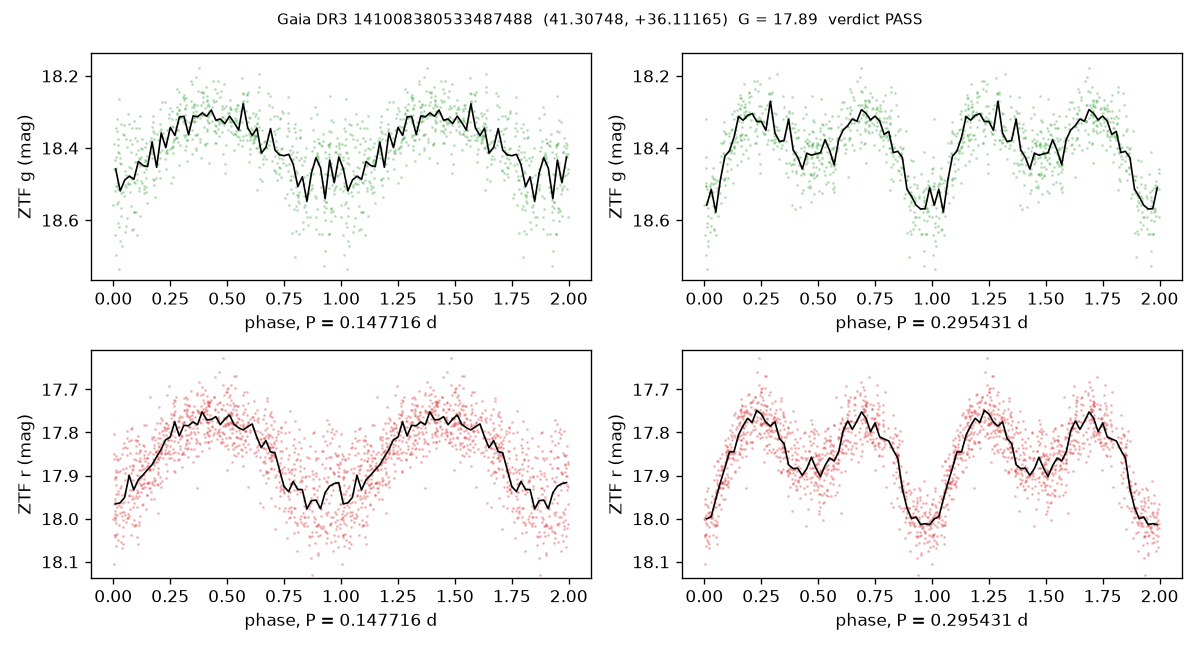 Gaia DR3 141008380533487488  (41.30748, +36.11165)  G = 17.89  verdict PASS
ZTF g (mag)
18.2
18.4
18.6
0.00 0.25 0.50 0.75 1.00 1.25 1.50 1.75 2.00
phase, P = 0.147716 d
ZTF g (mag)
18.2
18.4
18.6
0.00 0.25 0.50 0.75 1.00 1.25 1.50 1.75 2.00
phase, P = 0.295431 d
ZTF r (mag)
17.7
17.8
17.9
18.0
18.1
0.00 0.25 0.50 0.75 1.00 1.25 1.50 1.75 2.00
phase, P = 0.147716 d
ZTF r (mag)
17.7
17.8
17.9
18.0
18.1
0.00 0.25 0.50 0.75 1.00 1.25 1.50 1.75 2.00
phase, P = 0.295431 d